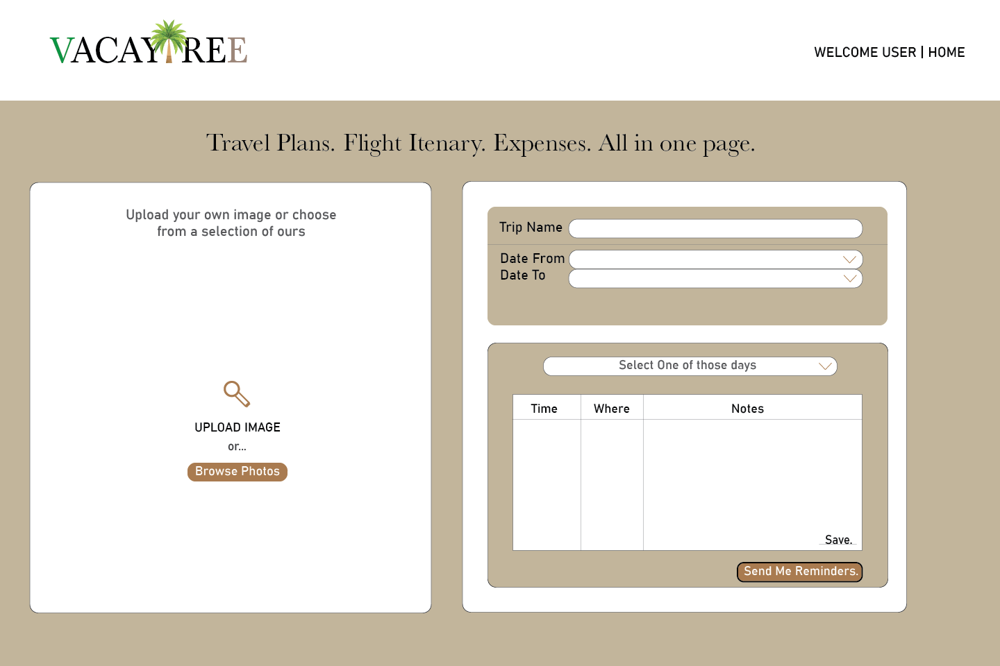 VACAYTREE
WELCOME USER | HOME
Travel Plans. Flight Itenary. Expenses. All in one page.
Upload your own image or choose
from a selection of ours
UPLOAD IMAGE
or...
Browse Photos
Trip Name
Date From
Date To
Select One of those days
Time Where Notes
Save.
Send Me Reminders.